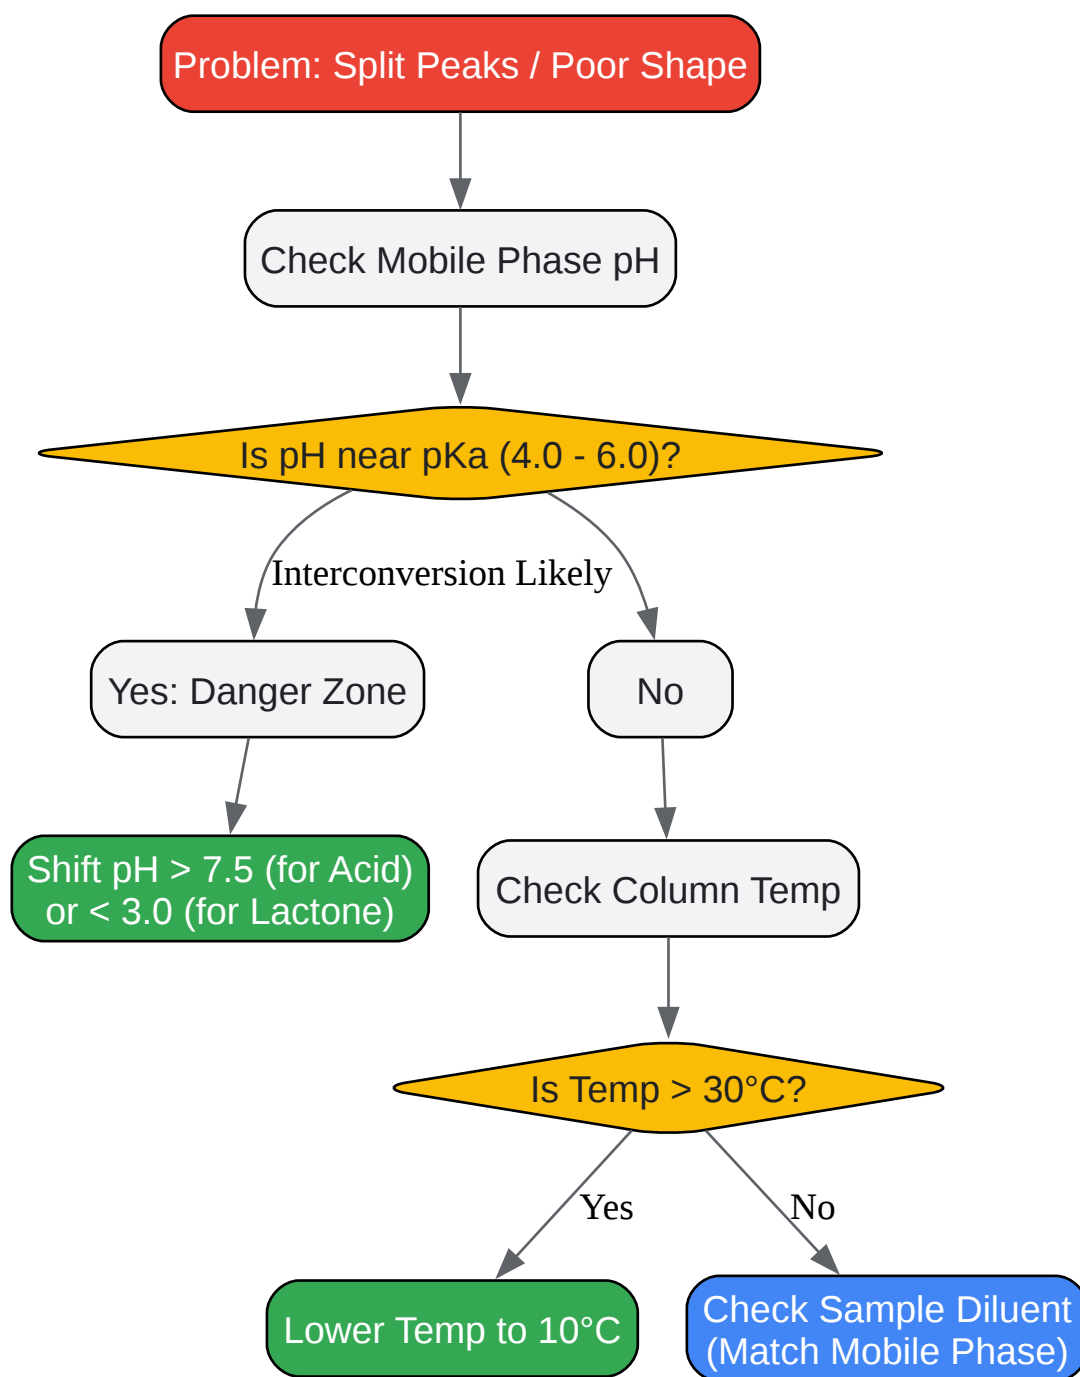 Problem: Split Peaks / Poor Shape
Check Mobile Phase pH
Is pH near pKa (4.0 - 6.0)?
Interconversion Likely
Yes: Danger Zone
No
Shift pH > 7.5 (for Acid)
or < 3.0 (for Lactone)
Check Column Temp
Is Temp > 30°C?
Yes
No
Lower Temp to 10°C
Check Sample Diluent
(Match Mobile Phase)